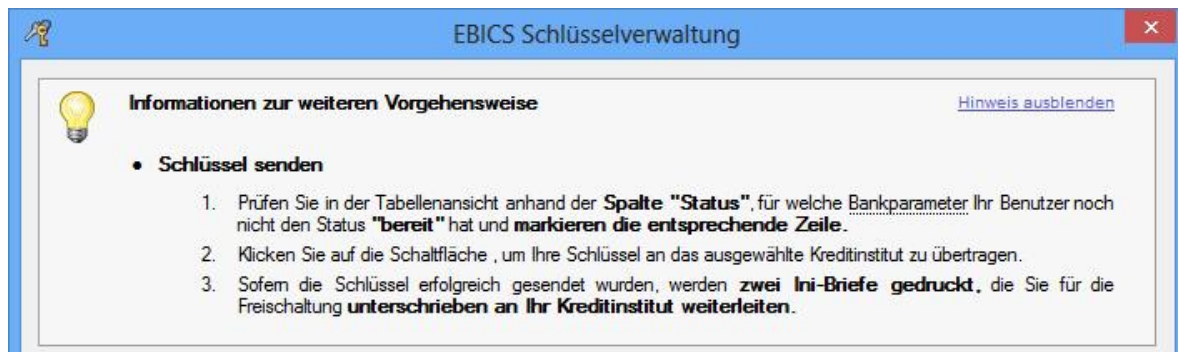 EBICS Schlüsselverwaltung
Informationen zur weiteren Vorgehensweise
Hinweis ausblenden
• Schlüssel senden
1. Prüfen Sie in der Tabellenansicht anhand der Spalte "Status", für welche Bankparameter Ihr Benutzer noch
nicht den Status "bereit" hat und markieren die entsprechende Zeile.
2. Klicken Sie auf die Schaltfläche , um Ihre Schlüssel an das ausgewählte Kreditinstitut zu übertragen.
3. Sofern die Schlüssel erfolgreich gesendet wurden, werden zwei Ini-Briefe gedruckt, die Sie für die
Freischaltung unterschrieben an Ihr Kreditinstitut weiterleiten.